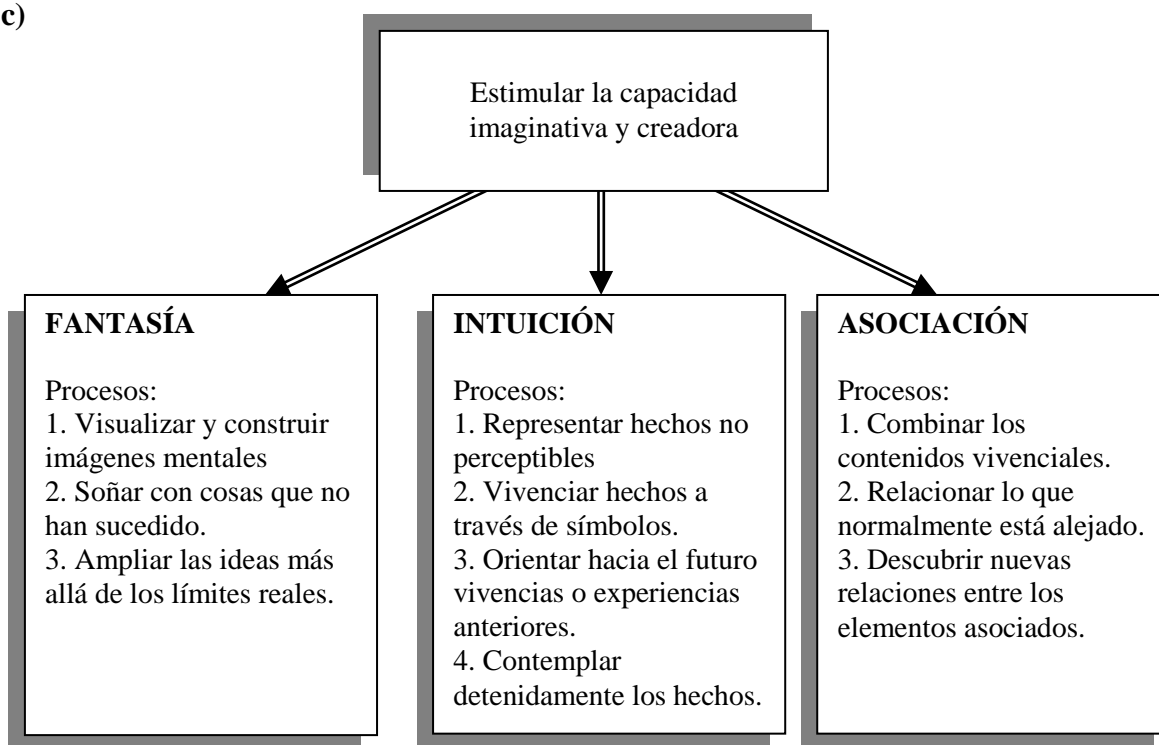 c)
Estimular la capacidad
imaginativa y creadora
FANTASÍA
Procesos:
1. Visualizar y construir
imágenes mentales
2. Soñar con cosas que no
han sucedido.
3. Ampliar las ideas más
allá de los límites reales.
INTUICIÓN
Procesos:
1. Representar hechos no
perceptibles
2. Vivenciar hechos a
través de símbolos.
3. Orientar hacia el futuro
vivencias o experiencias
anteriores.
4. Contemplar
detenidamente los hechos.
ASOCIACIÓN
Procesos:
1. Combinar los
contenidos vivenciales.
2. Relacionar lo que
normalmente está alejado.
3. Descubrir nuevas
relaciones entre los
elementos asociados.